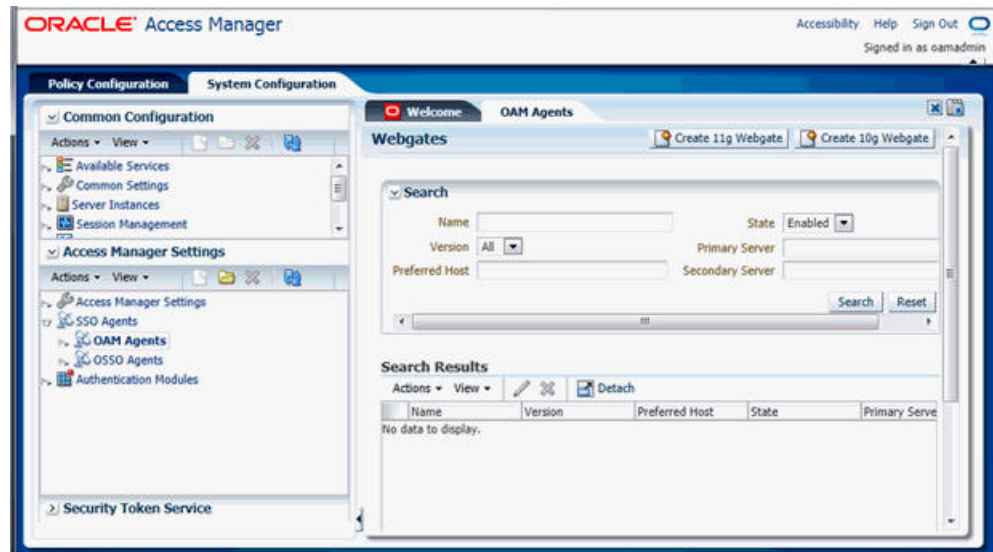 ORACLE Access Manager
Accessibility Help Sign Out
Signed in as oamadmin
Policy Configuration System Configuration
Common Configuration
Actions View
Available Services
Common Settings
Server Instances
Session Management
Access Manager Settings
Actions View
Access Manager Settings
SSO Agents
OAM Agents
OSSO Agents
Authentication Modules
Security Token Service
Welcome OAM Agents
Webgates Create 11g Webgate Create 10g Webgate
Search
Name State Enabled
Version All Primary Server
Preferred Host Secondary Server
Search Reset
Search Results
Actions View Detach
Name Version Preferred Host State Primary Serve
No data to display.